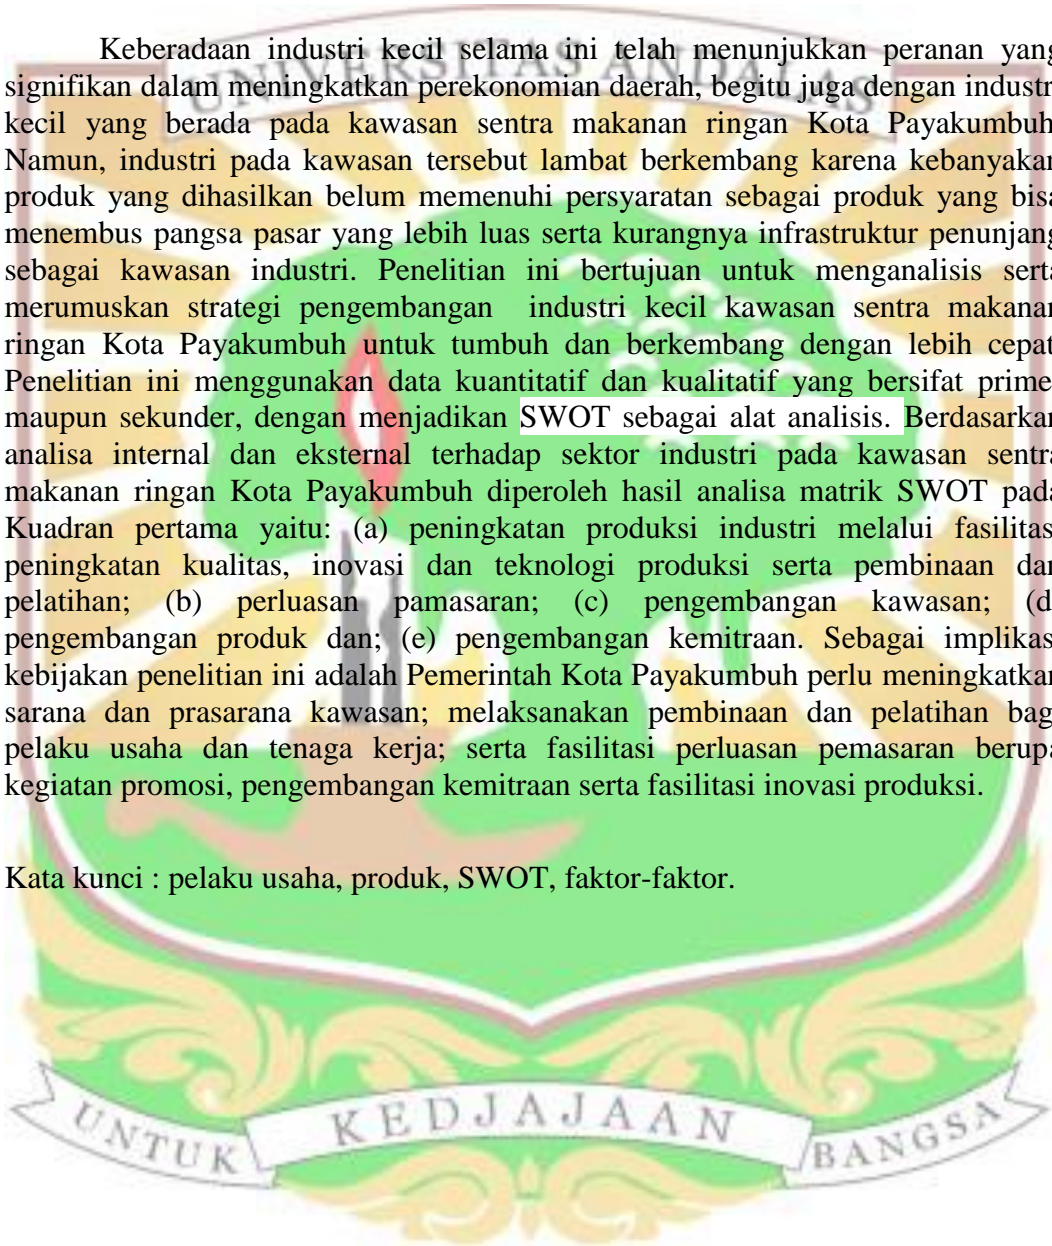 Keberadaan industri kecil selama ini telah menunjukkan peranan yang
signifikan dalam meningkatkan perekonomian daerah, begitu juga dengan industri
kecil yang berada pada kawasan sentra makanan ringan Kota Payakumbuh
Namun, industri pada kawasan tersebut lambat berkembang karena kebanyakan
produk yang dihasilkan belum memenuhi persyaratan sebagai produk yang bisa
menembus pangsa pasar yang lebih luas serta kurangnya infrastruktur penunjang
sebagai kawasan industri. Penelitian ini bertujuan untuk menganalisis serta
merumuskan strategi pengembangan industri kecil kawasan sentra makanan
ringan Kota Payakumbuh untuk tumbuh dan berkembang dengan lebih cepat
Penelitian ini menggunakan data kuantitatif dan kualitatif yang bersifat primer
maupun sekunder, dengan menjadikan SWOT sebagai alat analisis. Berdasarkan
analisa internal dan eksternal terhadap sektor industri pada kawasan sentra
makanan ringan Kota Payakumbuh diperoleh hasil analisa matrik SWOT pada
Kuadran pertama yaitu: (a) peningkatan produksi industri melalui fasilitasi
peningkatan kualitas, inovasi dan teknologi produksi serta pembinaan dan
pelatihan; (b) perluasan pamasaran; (c) pengembangan kawasan; (d)
pengembangan produk dan; (e) pengembangan kemitraan. Sebagai implikasi
kebijakan penelitian ini adalah Pemerintah Kota Payakumbuh perlu meningkatkan
sarana dan prasarana kawasan; melaksanakan pembinaan dan pelatihan bagi
pelaku usaha dan tenaga kerja; serta fasilitasi perluasan pemasaran berupa
kegiatan promosi, pengembangan kemitraan serta fasilitasi inovasi produksi.
Kata kunci : pelaku usaha, produk, SWOT, faktor-faktor.
UNIVERSITAS ANDALAS
UNTUK KEDJAJAAN BANGSA